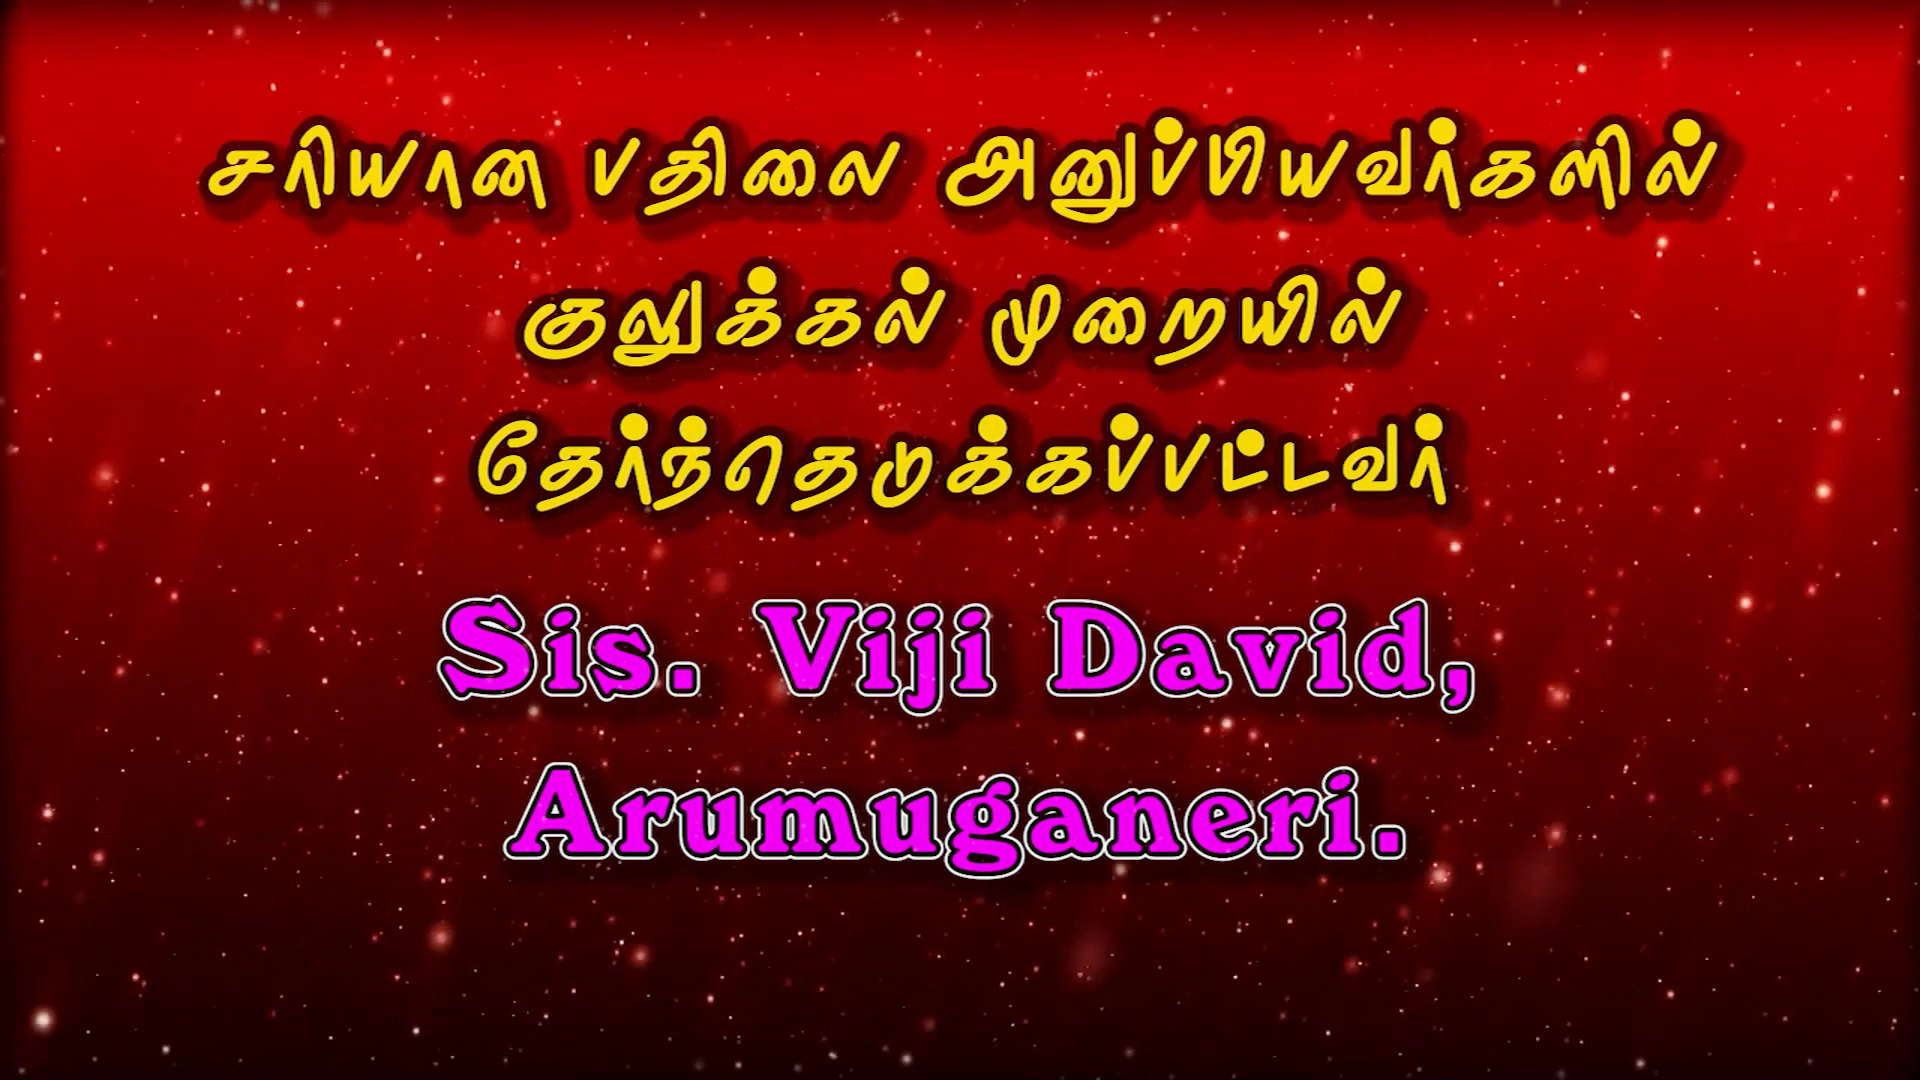 சரியான பதிலை அனுப்பியவர்களில்
குலுக்கல் முறையில்
தேர்ந்தெடுக்கப்பட்டவர்
Sis. Viji David,
Arumuganeri.